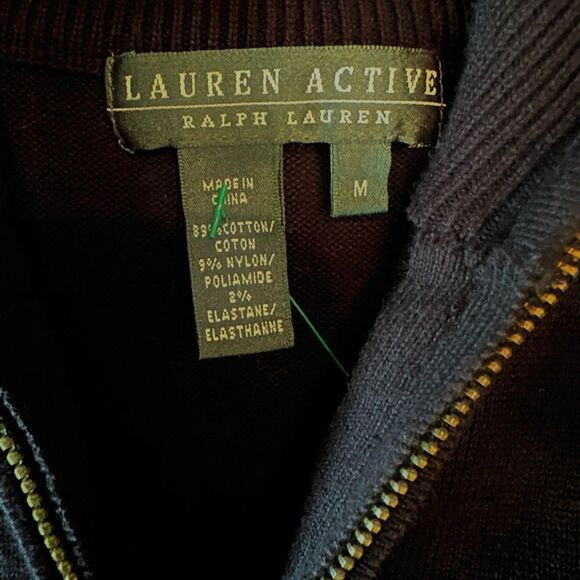 LAUREN ACTIVE
RALPH LAUREN
M
MADE IN
CHINA
89% COTTON/
COTON
9% NYLON/
POLIAMIDE
2%
ELASTANE/
ELASTHANNE